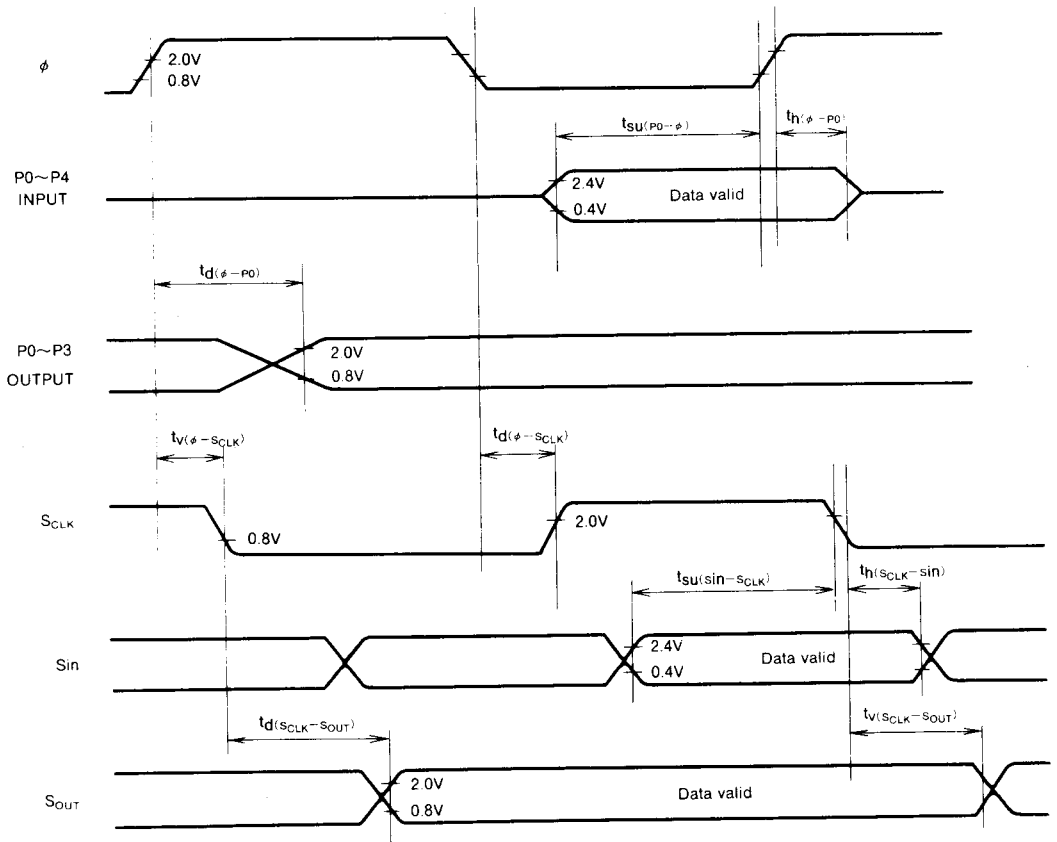 φ
2.0V
0.8V
tsu(P0–φ)
th(φ–P0)
P0~P4
INPUT
2.4V
0.4V
Data valid
td(φ–P0)
P0~P3
OUTPUT
2.0V
0.8V
tv(φ–SCLK)
td(φ–SCLK)
SCLK
0.8V
2.0V
tsu(sin–SCLK)
th(SCLK–sin)
Sin
2.4V
0.4V
Data valid
td(SCLK–SOUT)
tv(SCLK–SOUT)
SOUT
2.0V
0.8V
Data valid